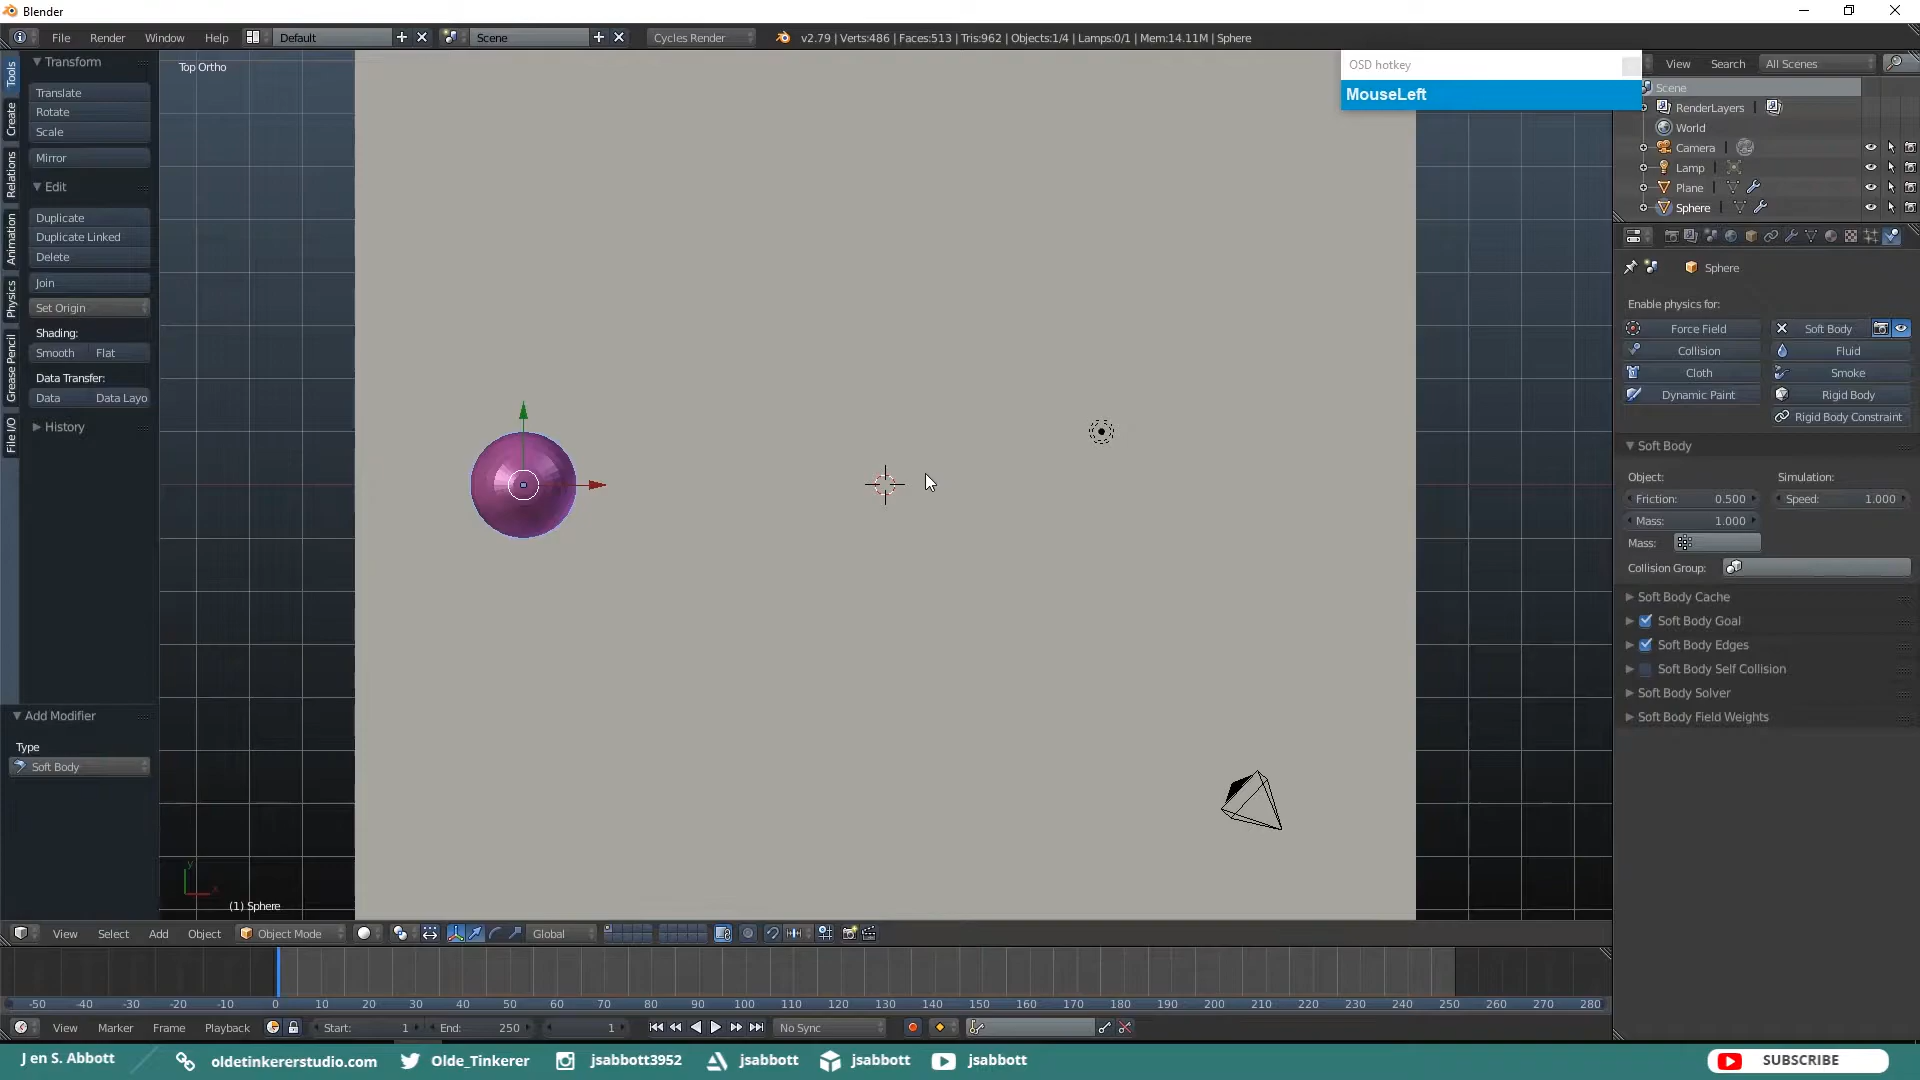 Blender
File Render Window Help Default Scene Cycles Render v2.79 | Verts:486 | Faces:513 | Tris:962 | Objects:1/4 | Lamps:0/1 | Mem:14.11M | Sphere
Top Ortho
OSD hotkey
MouseLeft
View Search All Scenes
Scene
RenderLayers
World
Camera
Lamp
Plane
Sphere
Tools
Create
Relations
Animation
Physics
Grease Pencil
File I/O
Transform
Translate
Rotate
Scale
Mirror
Edit
Duplicate
Duplicate Linked
Delete
Join
Set Origin
Shading:
Smooth Flat
Data Transfer:
Data Data Layo
History
Add Modifier
Type
Soft Body
Sphere
Enable physics for:
Force Field Soft Body
Collision Fluid
Cloth Smoke
Dynamic Paint Rigid Body
Rigid Body Constraint
Soft Body
Object: Simulation:
Friction: 0.500 Speed: 1.000
Mass: 1.000
Mass:
Collision Group:
Soft Body Cache
Soft Body Goal
Soft Body Edges
Soft Body Self Collision
Soft Body Solver
Soft Body Field Weights
y
x
(1) Sphere
View Select Add Object Object Mode Global
-50 -40 -30 -20 -10 0 10 20 30 40 50 60 70 80 90 100 110 120 130 140 150 160 170 180 190 200 210 220 230 240 250 260 270 280
View Marker Frame Playback Start: 1 End: 250 1 No Sync
J en S. Abbott oldetinkererstudio.com Olde_Tinkerer jsabbott3952 jsabbott jsabbott jsabbott SUBSCRIBE